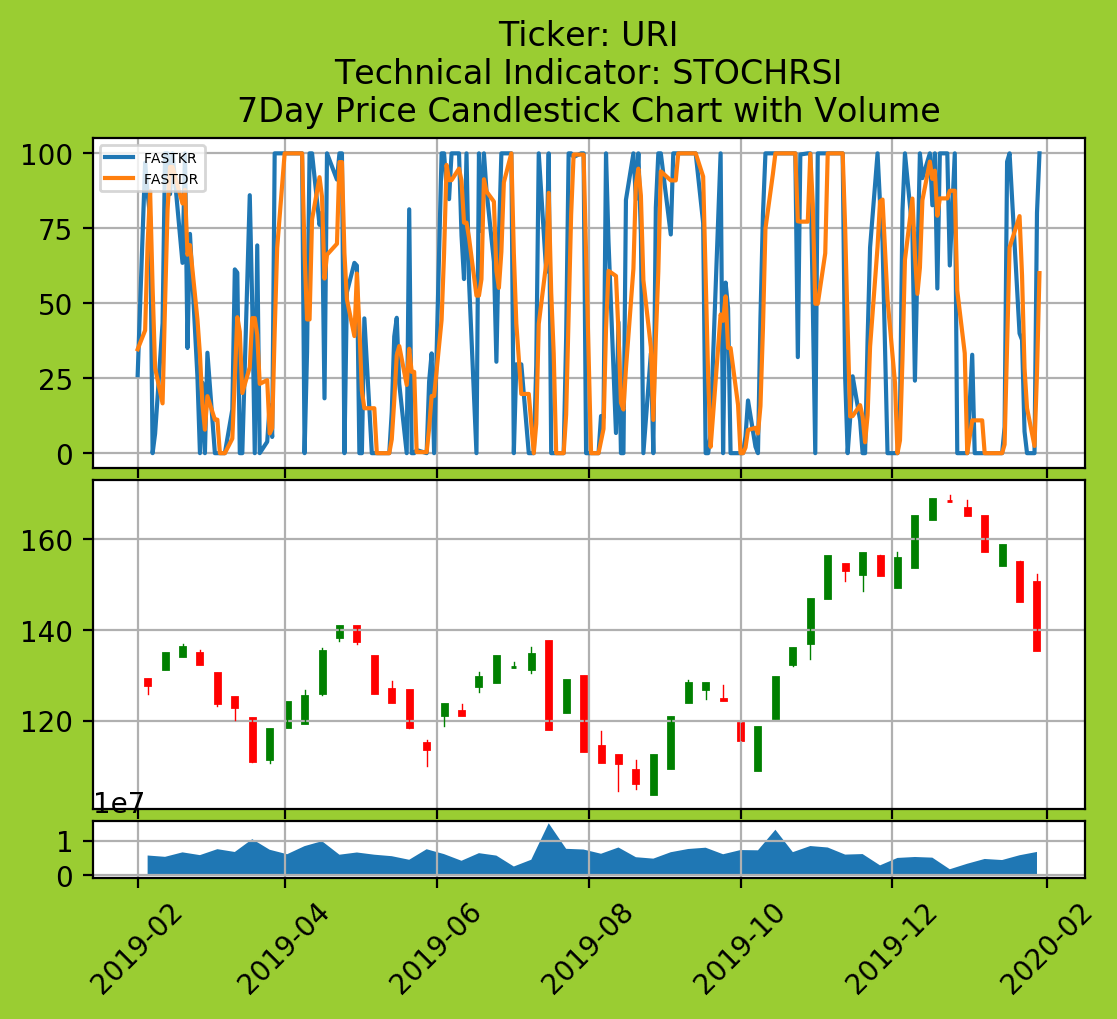 Ticker: URI
Technical Indicator: STOCHRSI
7Day Price Candlestick Chart with Volume
100
75
50
25
0
FASTKR
FASTDR
160
140
120
1e7
1
0
2019-02
2019-04
2019-06
2019-08
2019-10
2019-12
2020-02